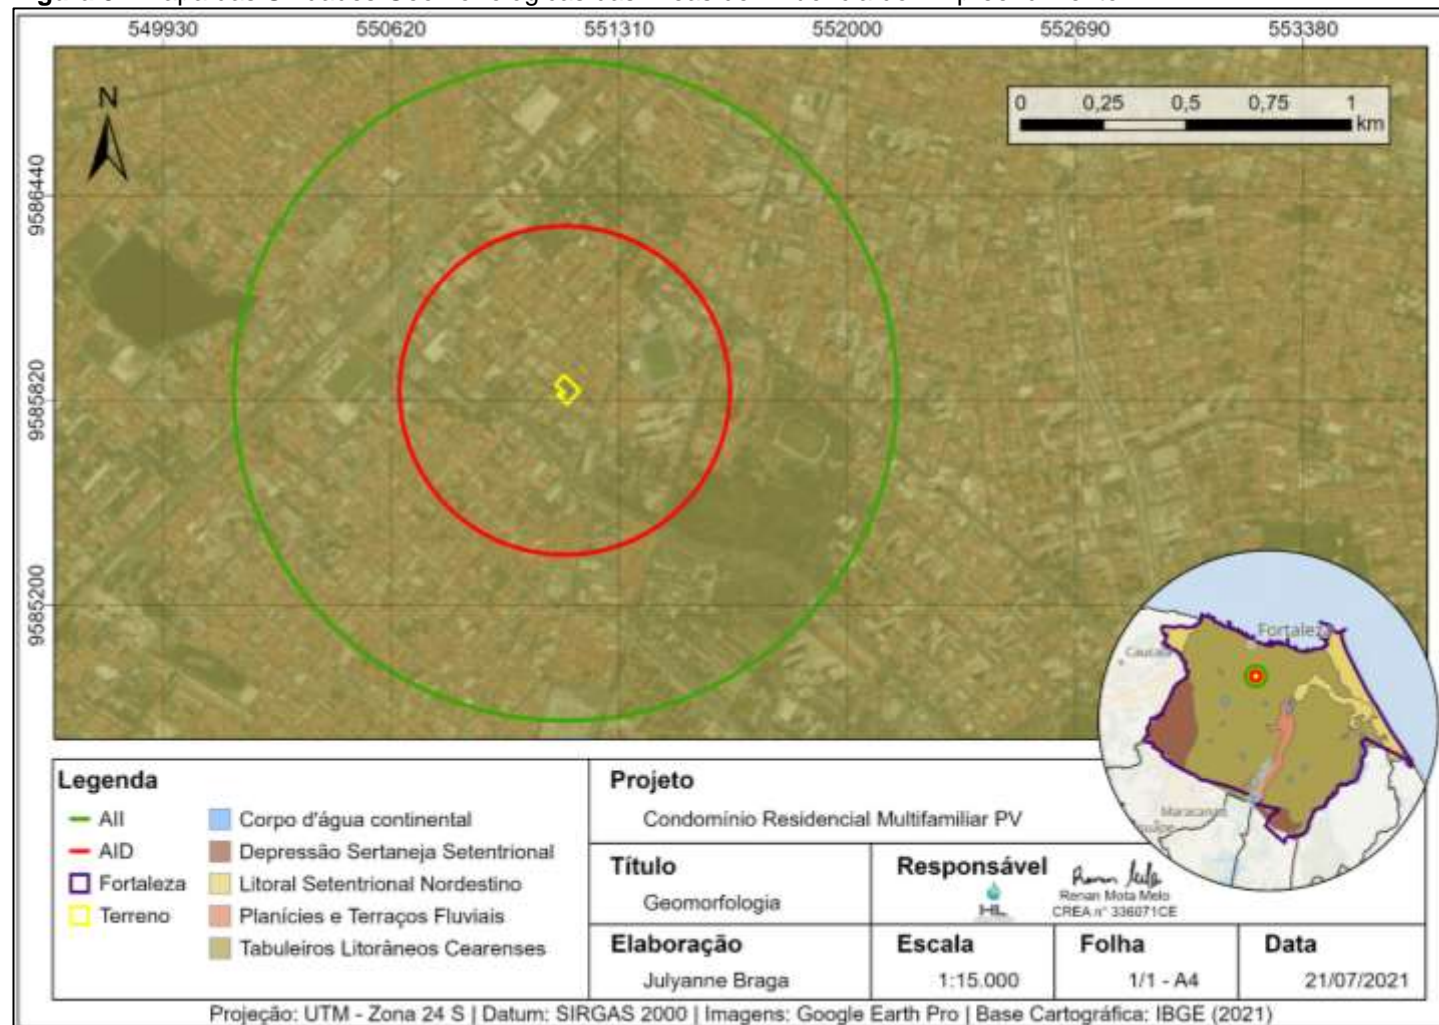 549930 550620 551310 552000 552690 553380
N
0 0,25 0,5 0,75 1
km
9586440
9585820
9585200
Fortaleza
Caucaia
Maracanaú
Legenda
AII
AID
Fortaleza
Terreno
Corpo d'água continental
Depressão Sertaneja Setentrional
Litoral Setentrional Nordestino
Planícies e Terraços Fluviais
Tabuleiros Litorâneos Cearenses
Projeto
Condomínio Residencial Multifamiliar PV
Título
Geomorfologia
Responsável
HL
Renan Mota Melo
CREA n° 336071CE
Elaboração
Julyanne Braga
Escala
1:15.000
Folha
1/1 - A4
Data
21/07/2021
Projeção: UTM - Zona 24 S | Datum: SIRGAS 2000 | Imagens: Google Earth Pro | Base Cartográfica: IBGE (2021)